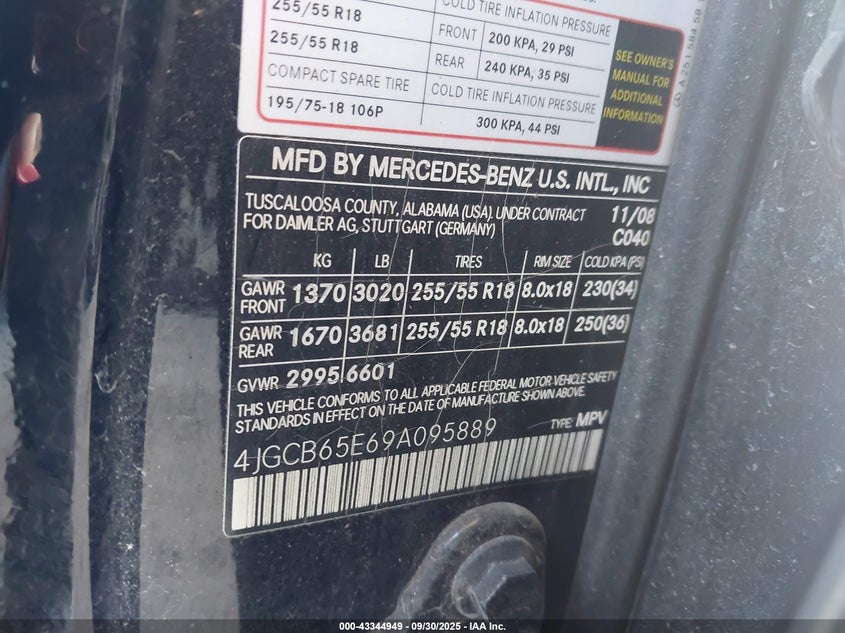 255/55 R18
COLD TIRE INFLATION PRESSURE
FRONT 200 KPA, 29 PSI
255/55 R18
REAR 240 KPA, 35 PSI
COMPACT SPARE TIRE
COLD TIRE INFLATION PRESSURE
195/75-18 106P
300 KPA, 44 PSI
SEE OWNER'S
MANUAL FOR
ADDITIONAL
INFORMATION
A 251 584 58
MFD BY MERCEDES-BENZ U.S. INTL., INC
TUSCALOOSA COUNTY, ALABAMA (USA), UNDER CONTRACT 11/08
FOR DAIMLER AG, STUTTGART (GERMANY) C040
KG LB TIRES RIM SIZE COLD KPA (PSI)
GAWR FRONT 1370 3020 255/55 R18 8.0x18 230(34)
GAWR REAR 1670 3681 255/55 R18 8.0x18 250(36)
GVWR 2995 6601
THIS VEHICLE CONFORMS TO ALL APPLICABLE FEDERAL MOTOR VEHICLE SAFETY
STANDARDS IN EFFECT ON THE DATE OF MANUFACTURE SHOWN ABOVE.
4JGCB65E69A095889 TYPE: MPV
000-43344949 - 09/30/2025 - IAA Inc.